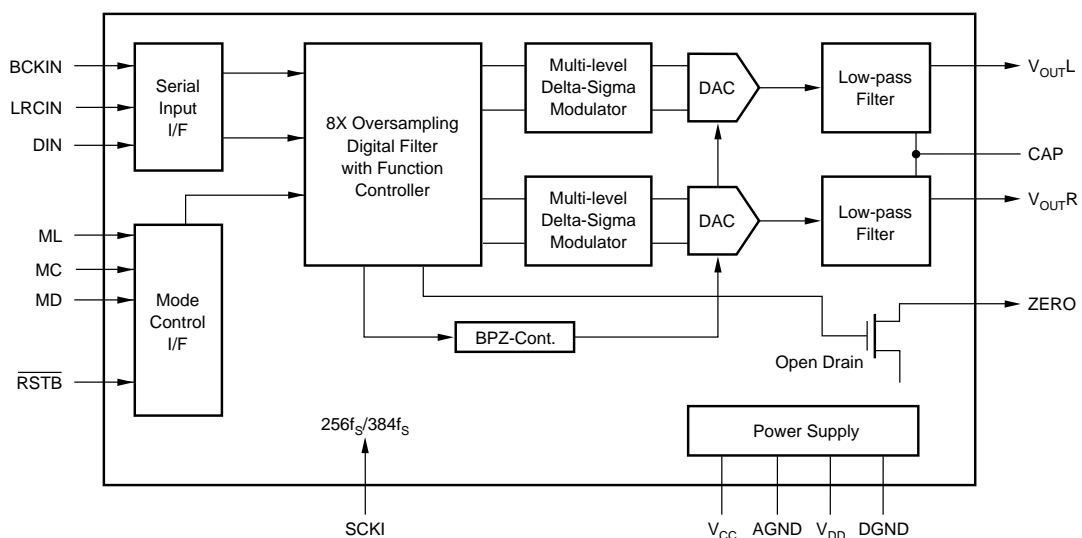 BCKIN
LRCIN
DIN
ML
MC
MD
RSTB
Serial
Input
I/F
Mode
Control
I/F
8X Oversampling
Digital Filter
with Function
Controller
Multi-level
Delta-Sigma
Modulator
DAC
Low-pass
Filter
VOUTL
CAP
Multi-level
Delta-Sigma
Modulator
DAC
Low-pass
Filter
VOUTR
BPZ-Cont.
Open Drain
ZERO
256fS/384fS
SCKI
Power Supply
VCC
AGND
VDD
DGND